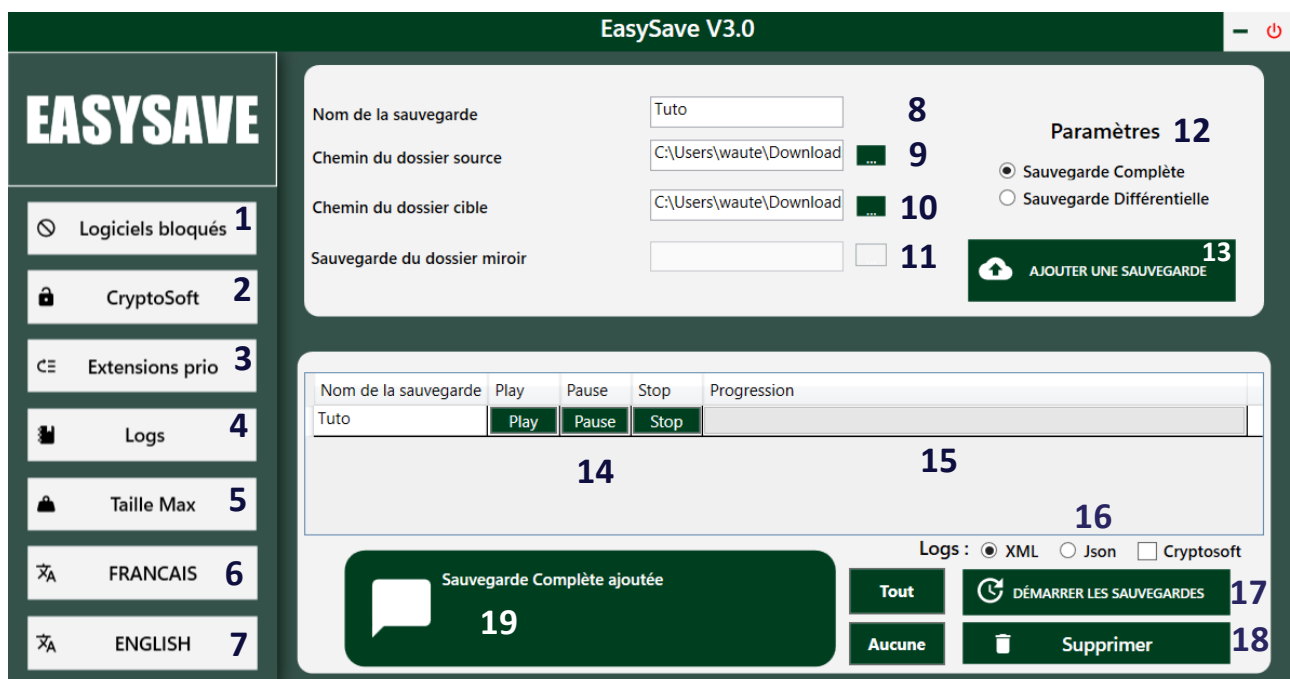 EasySave V3.0
EASYSAVE
Logiciels bloqués 1
CryptoSoft 2
Extensions prio 3
Logs 4
Taille Max 5
FRANCAIS 6
ENGLISH 7
Nom de la sauvegarde Tuto 8
Chemin du dossier source C:\Users\waute\Download ... 9
Chemin du dossier cible C:\Users\waute\Download ... 10
Sauvegarde du dossier miroir 11
Paramètres 12
Sauvegarde Complète
Sauvegarde Différentielle
13
AJOUTER UNE SAUVEGARDE
Nom de la sauvegarde Play Pause Stop Progression
Tuto Play Pause Stop
14 15
16
Logs : XML Json Cryptosoft
Sauvegarde Complète ajoutée
19
Tout DÉMARRER LES SAUVEGARDES 17
Aucune Supprimer 18